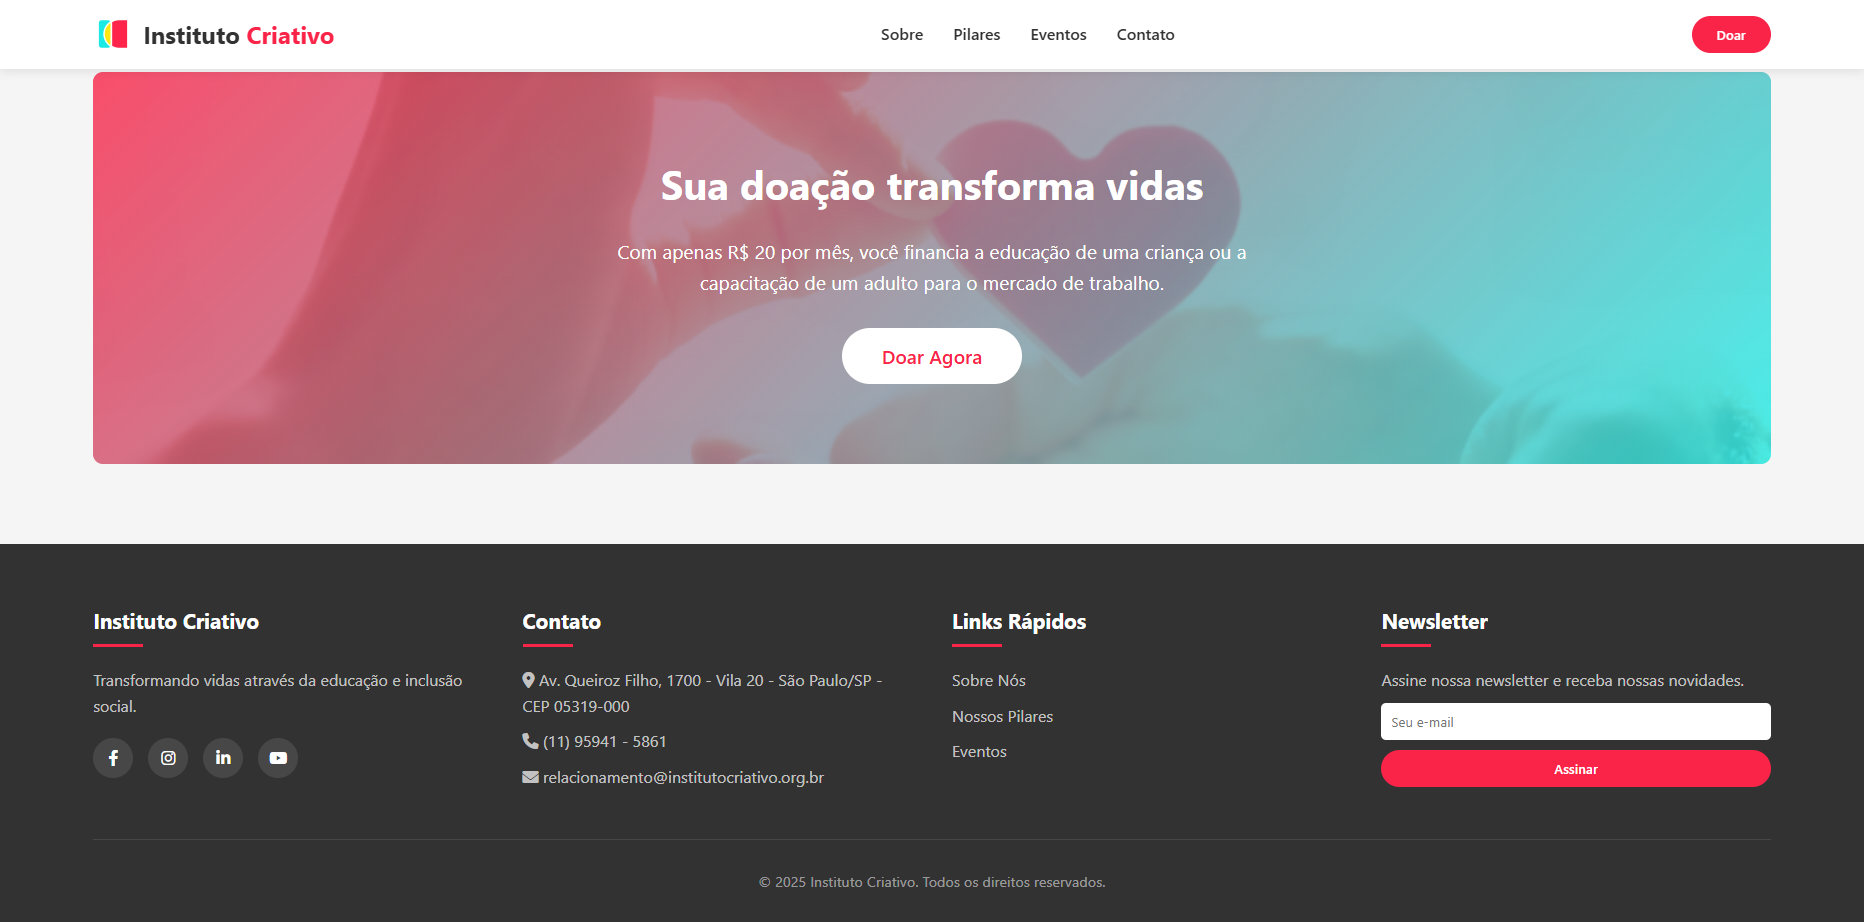 Instituto Criativo
Sobre
Pilares
Eventos
Contato
Doar
Sua doação transforma vidas
Com apenas R$ 20 por mês, você financia a educação de uma criança ou a
capacitação de um adulto para o mercado de trabalho.
Doar Agora
Instituto Criativo
Transformando vidas através da educação e inclusão
social.
Contato
Av. Queiroz Filho, 1700 - Vila 20 - São Paulo/SP -
CEP 05319-000
(11) 95941 - 5861
relacionamento@institutocriativo.org.br
Links Rápidos
Sobre Nós
Nossos Pilares
Eventos
Newsletter
Assine nossa newsletter e receba nossas novidades.
Seu e-mail
Assinar
© 2025 Instituto Criativo. Todos os direitos reservados.